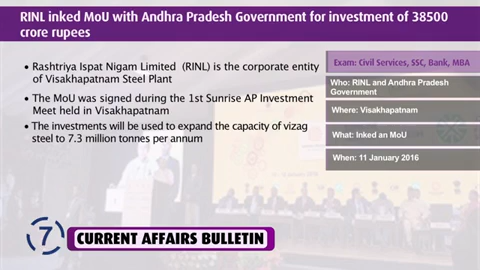 RINL inked MoU with Andhra Pradesh Government for investment of 38500
crore rupees
• Rashtriya Ispat Nigam Limited (RINL) is the corporate entity
of Visakhapatnam Steel Plant
• The MoU was signed during the 1st Sunrise AP Investment
Meet held in Visakhapatnam
• The investments will be used to expand the capacity of vizag
steel to 7.3 million tonnes per annum
Exam: Civil Services, SSC, Bank, MBA
Who: RINL and Andhra Pradesh
Government
Where: Visakhapatnam
What: Inked an MoU
When: 11 January 2016
7
CURRENT AFFAIRS BULLETIN